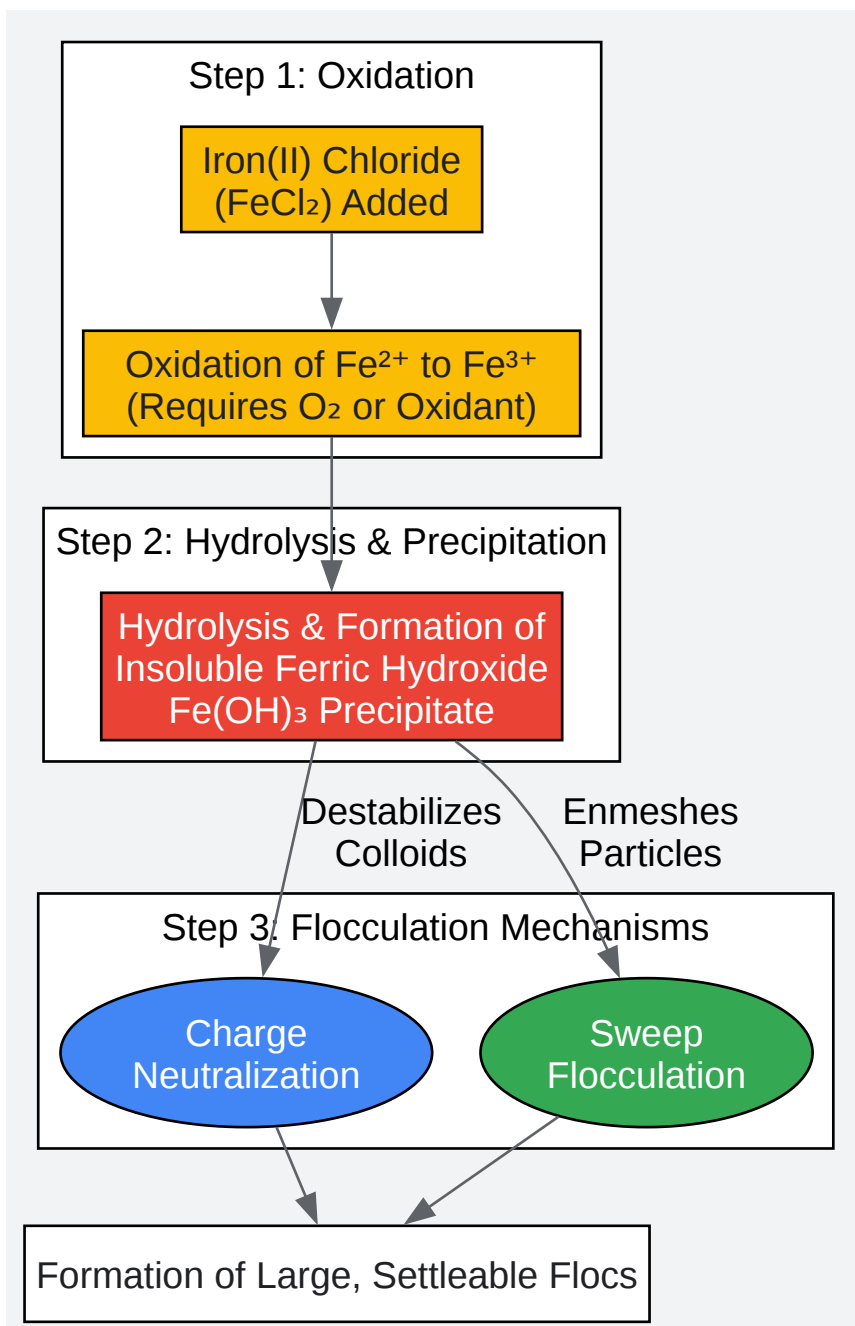 Step 1: Oxidation
Iron(II) Chloride
(FeCl₂) Added
Oxidation of Fe²⁺ to Fe³⁺
(Requires O₂ or Oxidant)
Step 2: Hydrolysis & Precipitation
Hydrolysis & Formation of
Insoluble Ferric Hydroxide
Fe(OH)₃ Precipitate
Destabilizes
Colloids
Enmeshes
Particles
Step 3: Flocculation Mechanisms
Charge
Neutralization
Sweep
Flocculation
Formation of Large, Settleable Flocs